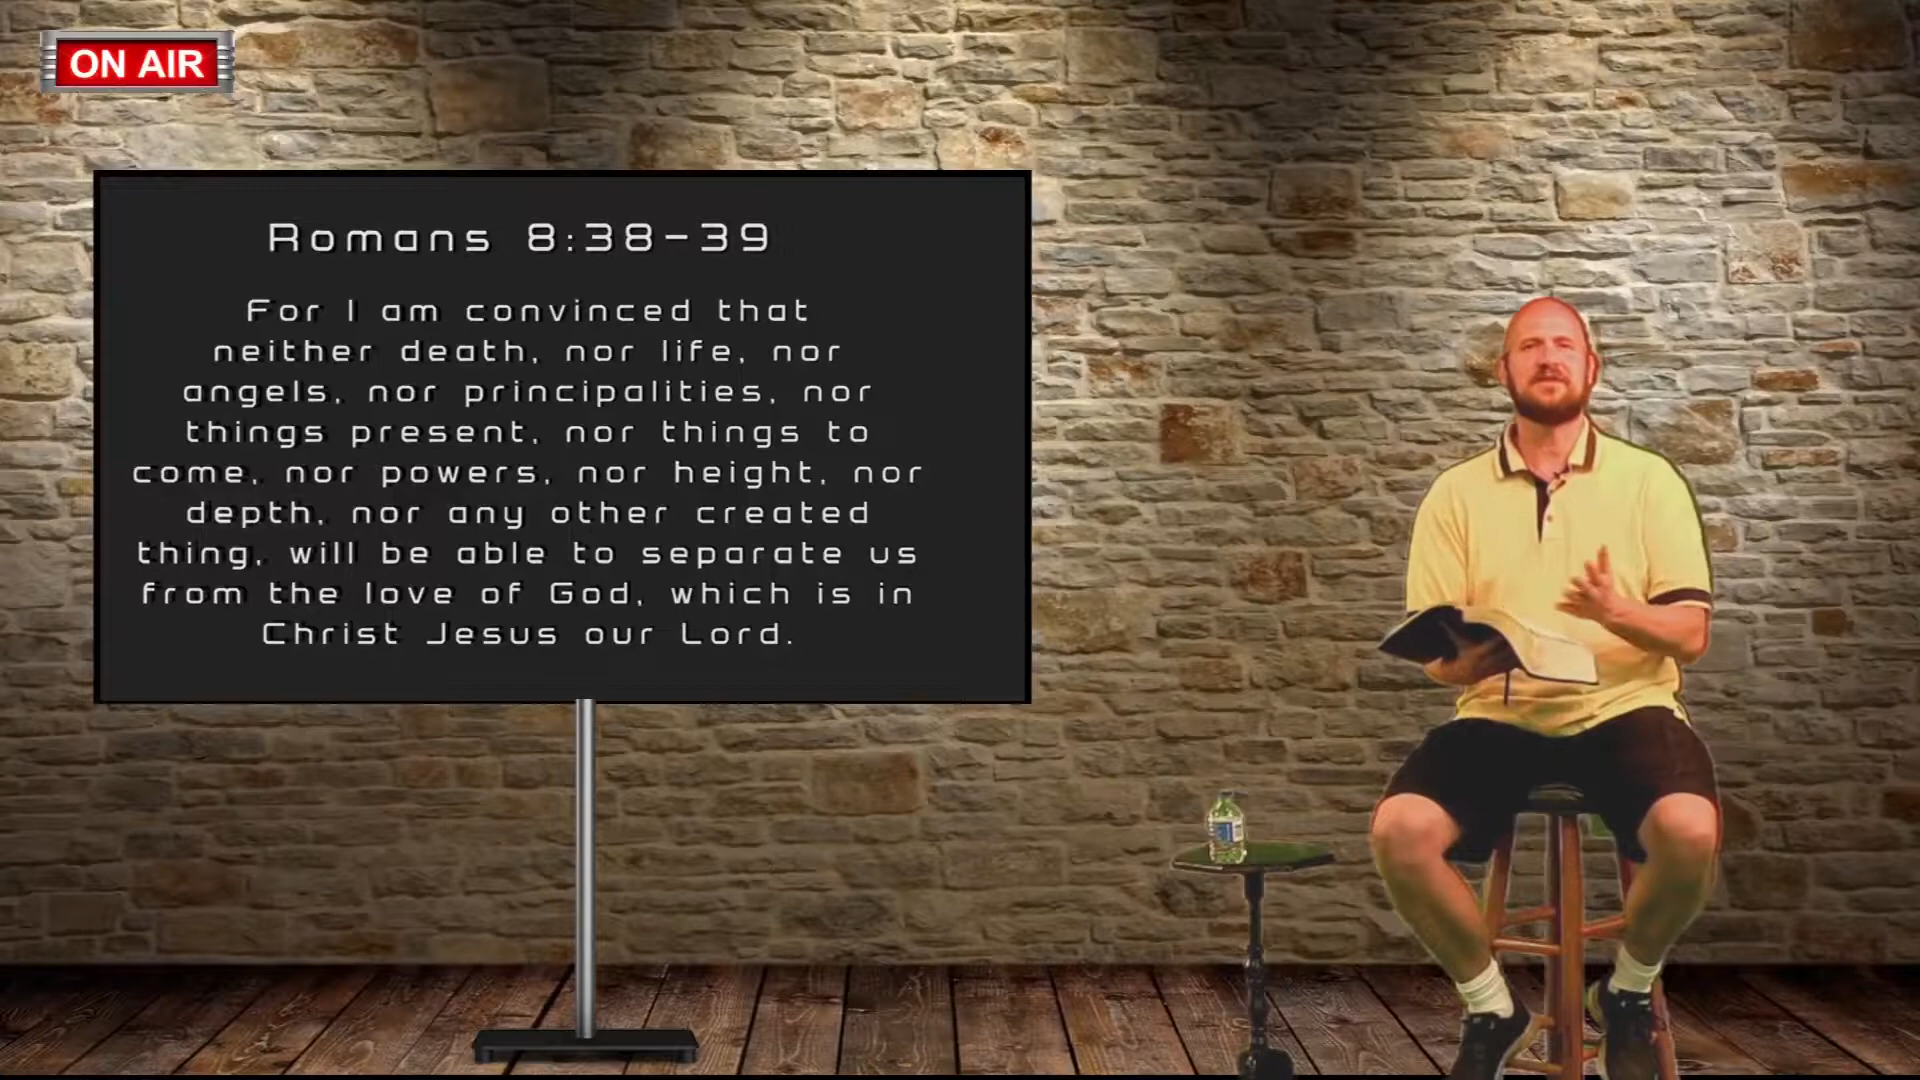 ON AIR
Romans 8:38-39
For I am convinced that
neither death, nor life, nor
angels, nor principalities, nor
things present, nor things to
come, nor powers, nor height, nor
depth, nor any other created
thing, will be able to separate us
from the love of God, which is in
Christ Jesus our Lord.